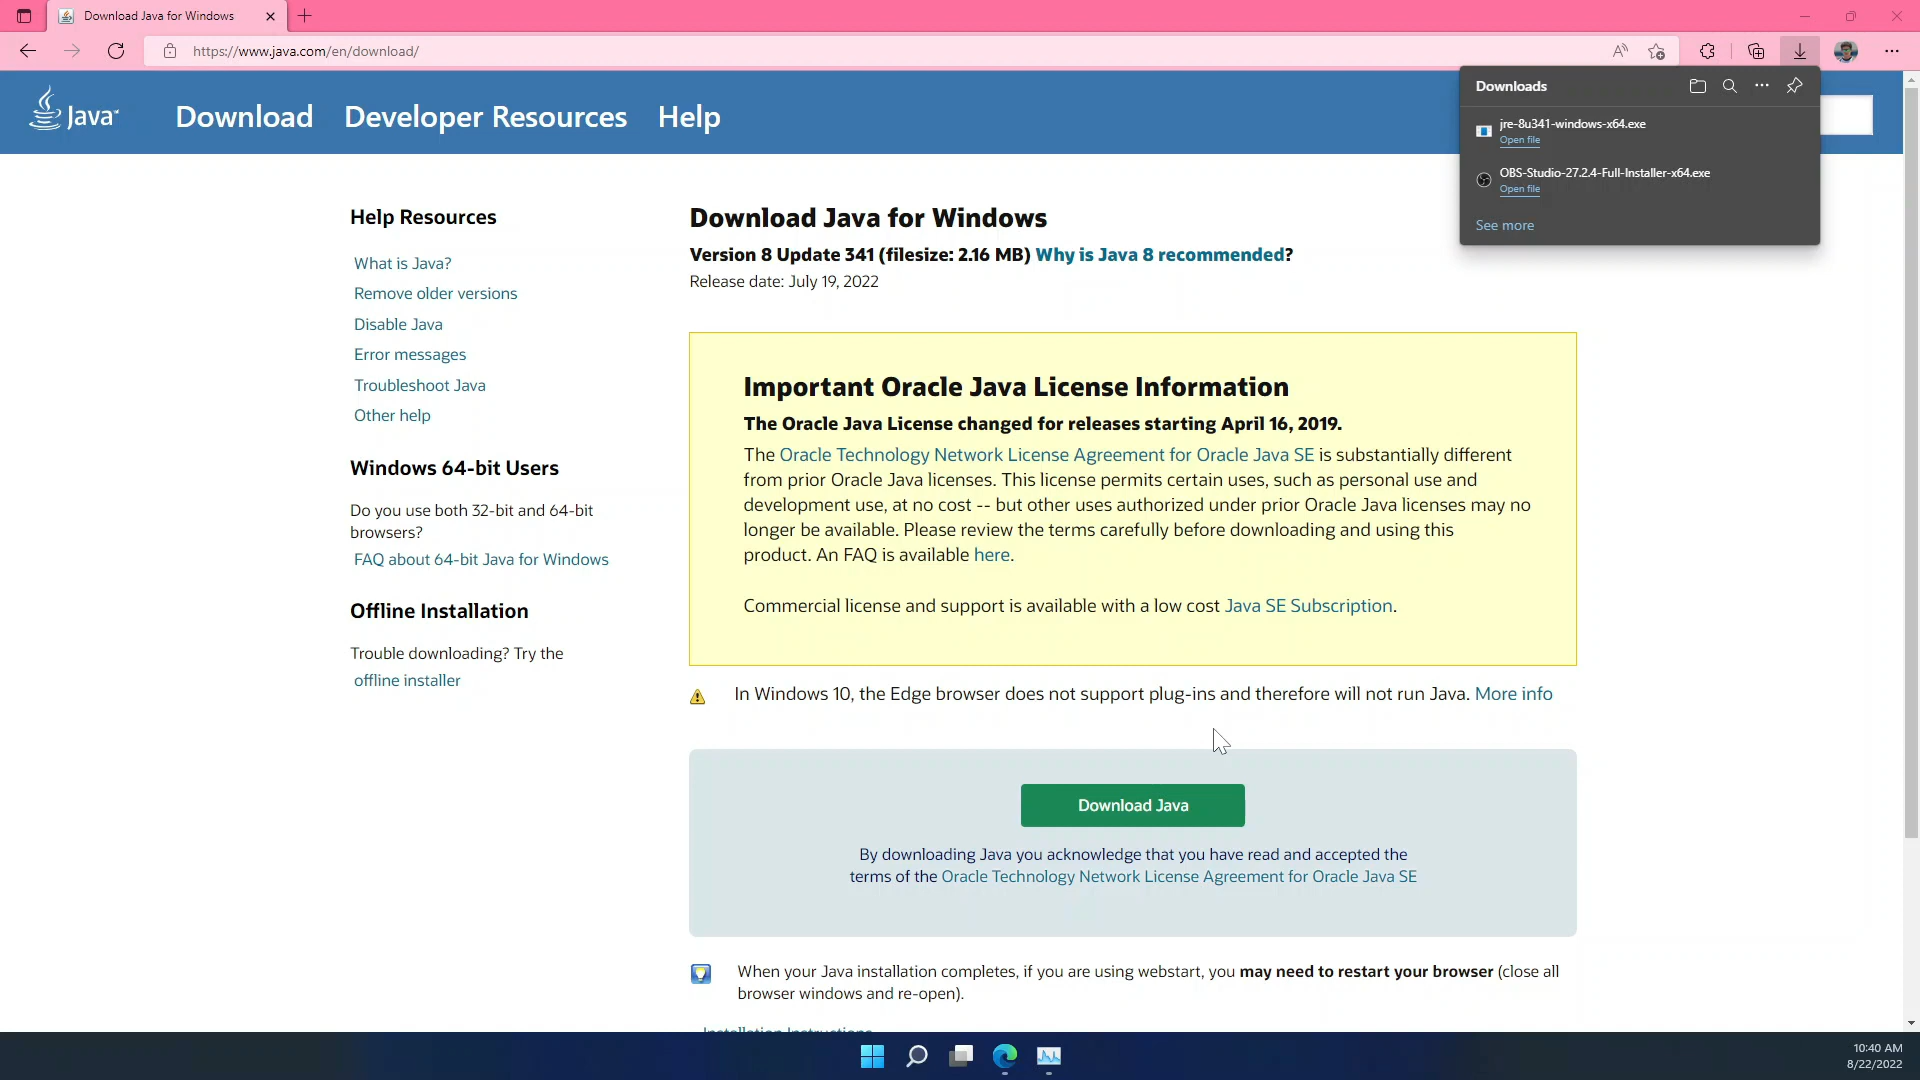 Download Java for Windows
https://www.java.com/en/download/
Java
Download
Developer Resources
Help
Downloads
jre-8u341-windows-x64.exe
Open file
OBS-Studio-27.2.4-Full-Installer-x64.exe
Open file
See more
Help Resources
What is Java?
Remove older versions
Disable Java
Error messages
Troubleshoot Java
Other help
Windows 64-bit Users
Do you use both 32-bit and 64-bit
browsers?
FAQ about 64-bit Java for Windows
Offline Installation
Trouble downloading? Try the
offline installer
Download Java for Windows
Version 8 Update 341 (filesize: 2.16 MB) Why is Java 8 recommended?
Release date: July 19, 2022
Important Oracle Java License Information
The Oracle Java License changed for releases starting April 16, 2019.
The Oracle Technology Network License Agreement for Oracle Java SE is substantially different
from prior Oracle Java licenses. This license permits certain uses, such as personal use and
development use, at no cost -- but other uses authorized under prior Oracle Java licenses may no
longer be available. Please review the terms carefully before downloading and using this
product. An FAQ is available here.
Commercial license and support is available with a low cost Java SE Subscription.
In Windows 10, the Edge browser does not support plug-ins and therefore will not run Java. More info
Download Java
By downloading Java you acknowledge that you have read and accepted the
terms of the Oracle Technology Network License Agreement for Oracle Java SE
When your Java installation completes, if you are using webstart, you may need to restart your browser (close all
browser windows and re-open).
Installation Instructions
10:40 AM
8/22/2022